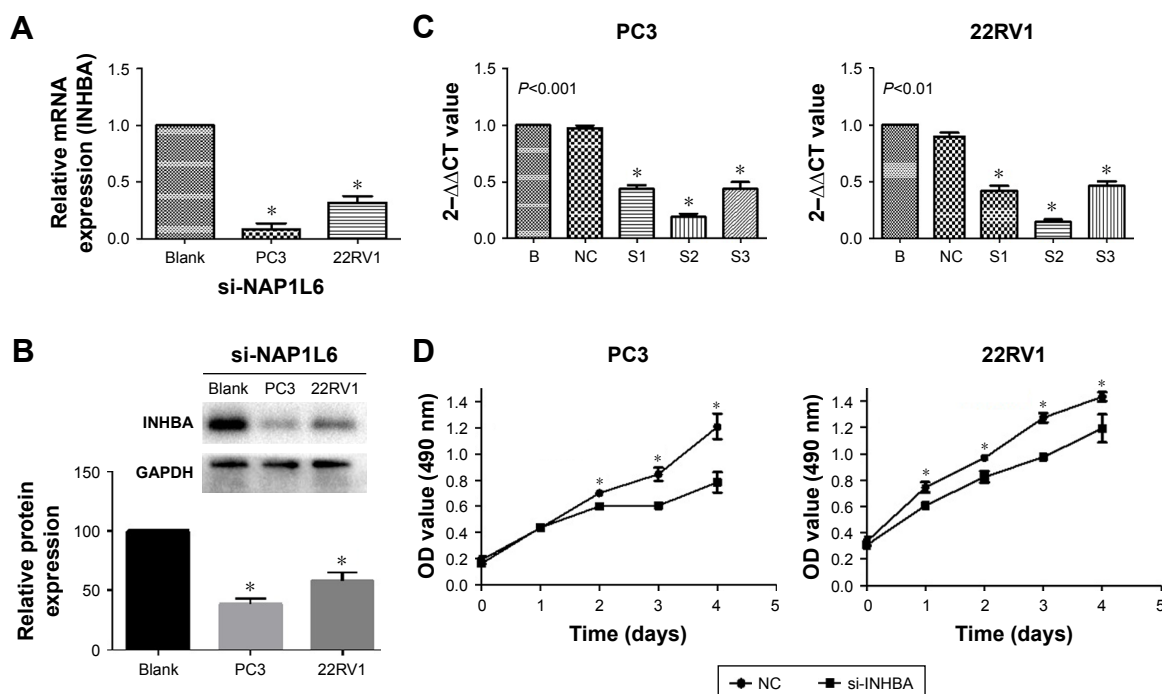 A
Relative mRNA
expression (INHBA)
1.5
1.0
0.5
0.0
*
*
Blank PC3 22RV1
si-NAP1L6
B
si-NAP1L6
Blank PC3 22RV1
INHBA
GAPDH
Relative protein
expression
150
100
50
0
*
*
Blank PC3 22RV1
C
PC3
2–ΔΔCT value
1.5
1.0
0.5
0.0
P<0.001
*
*
*
B NC S1 S2 S3
22RV1
2–ΔΔCT value
1.5
1.0
0.5
0.0
P<0.01
*
*
*
B NC S1 S2 S3
D
PC3
OD value (490 nm)
1.4
1.2
1.0
0.8
0.6
0.4
0.2
0.0
*
*
*
0 1 2 3 4 5
Time (days)
22RV1
OD value (490 nm)
1.4
1.2
1.0
0.8
0.6
0.4
0.2
0.0
*
*
*
*
0 1 2 3 4 5
Time (days)
NC si-INHBA